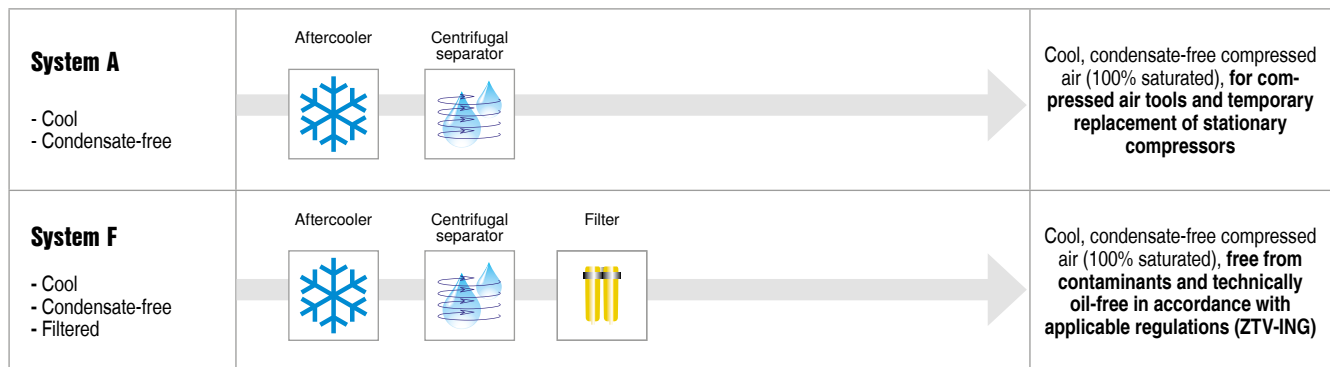 System A
- Cool
- Condensate-free
Aftercooler
Centrifugal
separator
Cool, condensate-free compressed
air (100% saturated), for com-
pressed air tools and temporary
replacement of stationary
compressors
System F
- Cool
- Condensate-free
- Filtered
Aftercooler
Centrifugal
separator
Filter
Cool, condensate-free compressed
air (100% saturated), free from
contaminants and technically
oil-free in accordance with
applicable regulations (ZTV-ING)